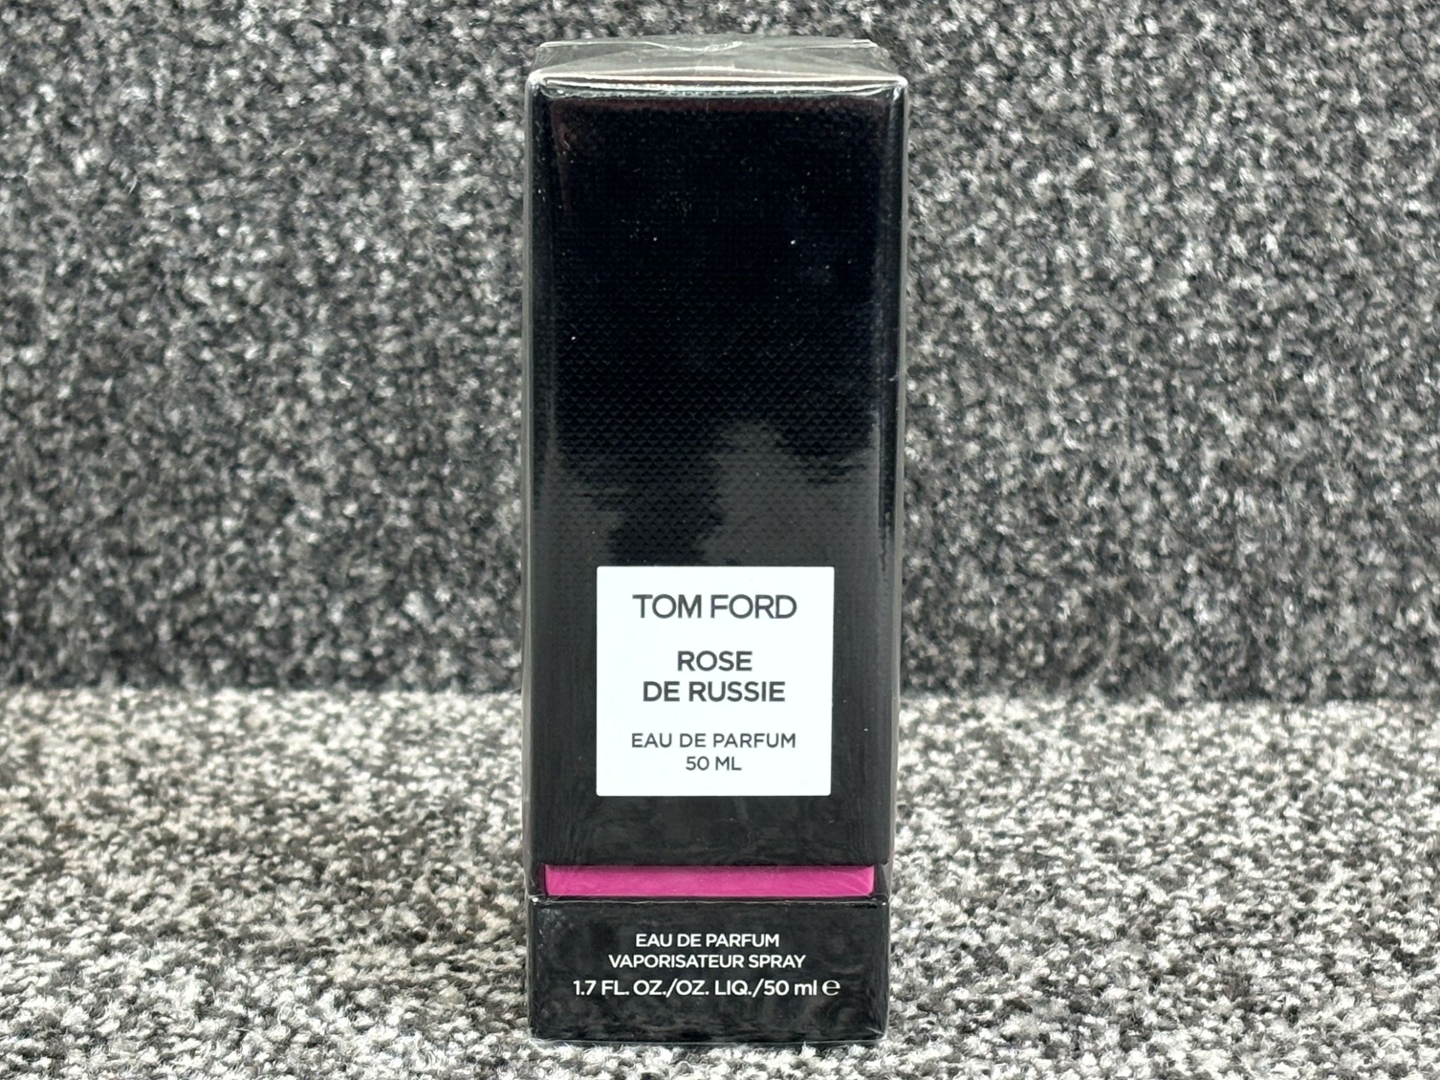 TOM FORD
ROSE
DE RUSSIE
EAU DE PARFUM
50 ML
EAU DE PARFUM
VAPORISATEUR SPRAY
1.7 FL. OZ./OZ. LIQ./50 ml ℮